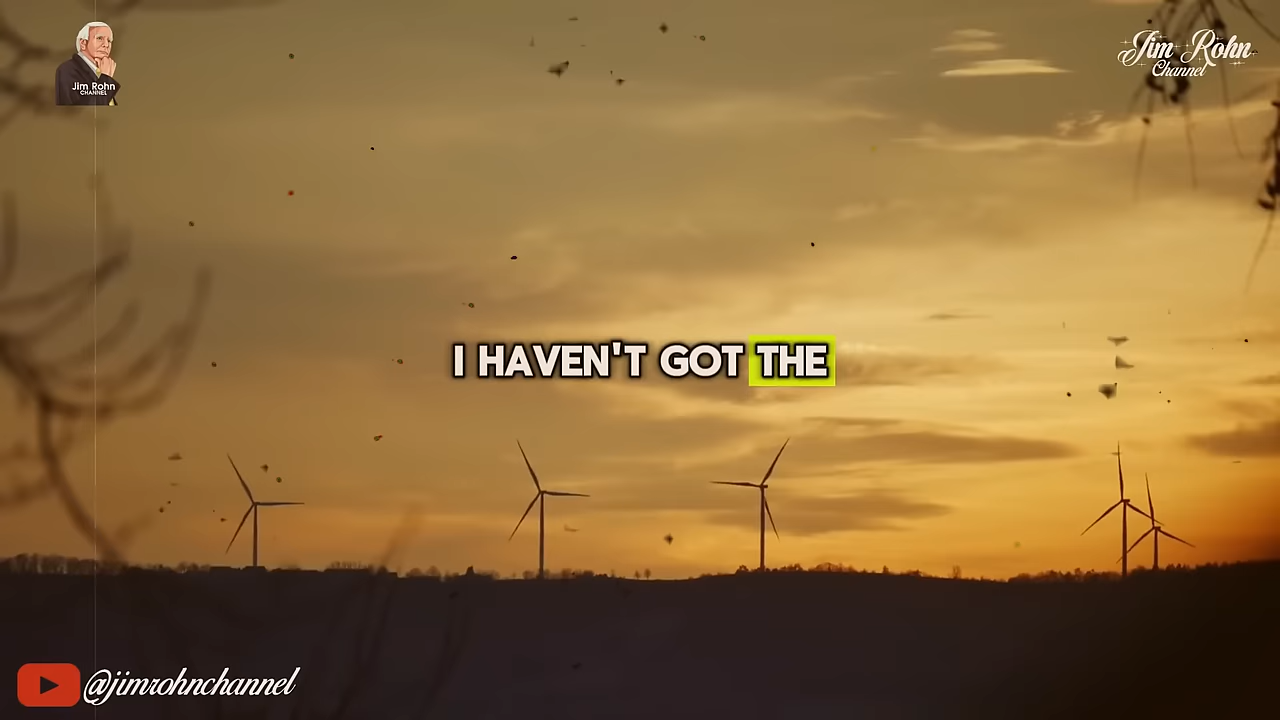 Jim Rohn
CHANNEL
Jim Rohn
Channel
I HAVEN'T GOT THE
@jimrohnchannel